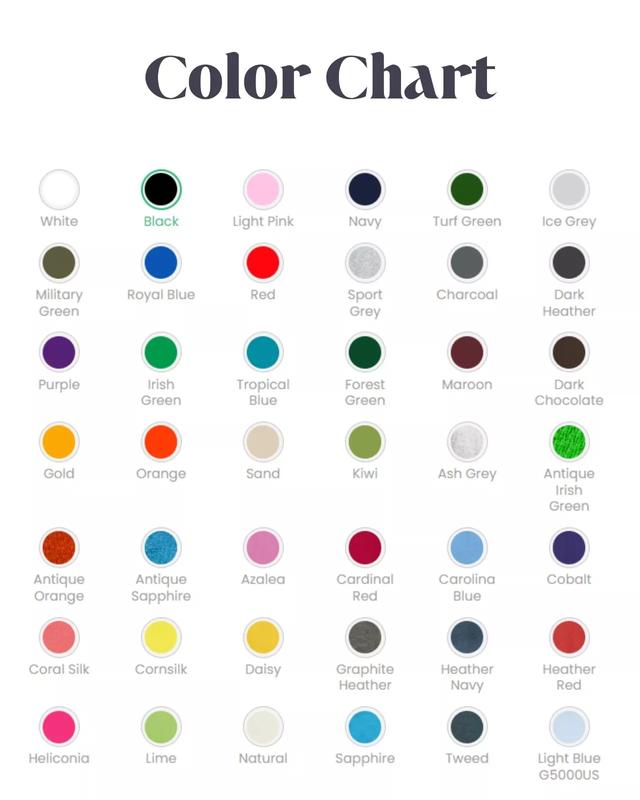 Color Chart
White
Black
Light Pink
Navy
Turf Green
Ice Grey
Military
Green
Royal Blue
Red
Sport
Grey
Charcoal
Dark
Heather
Purple
Irish
Green
Tropical
Blue
Forest
Green
Maroon
Dark
Chocolate
Gold
Orange
Sand
Kiwi
Ash Grey
Antique
Irish
Green
Antique
Orange
Antique
Sapphire
Azalea
Cardinal
Red
Carolina
Blue
Cobalt
Coral Silk
Cornsilk
Daisy
Graphite
Heather
Heather
Navy
Heather
Red
Heliconia
Lime
Natural
Sapphire
Tweed
Light Blue
G5000US